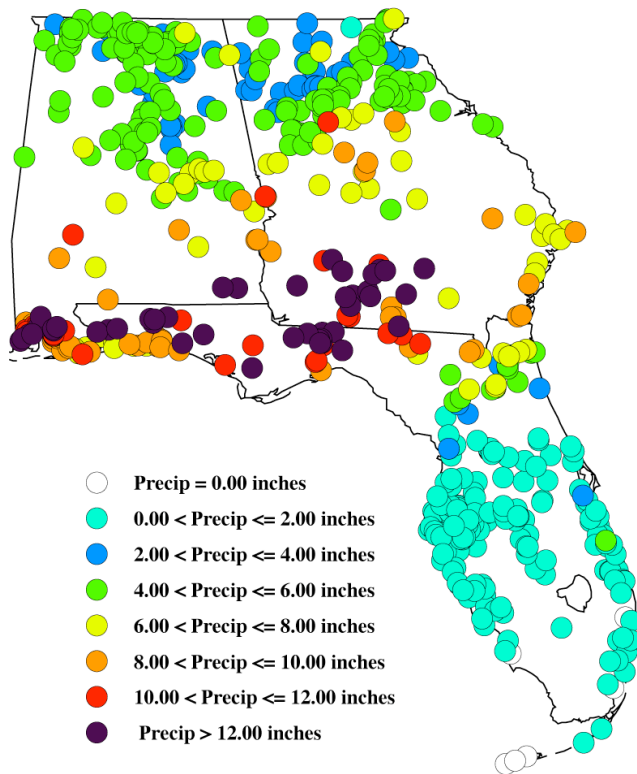 Precip = 0.00 inches
0.00 < Precip <= 2.00 inches
2.00 < Precip <= 4.00 inches
4.00 < Precip <= 6.00 inches
6.00 < Precip <= 8.00 inches
8.00 < Precip <= 10.00 inches
10.00 < Precip <= 12.00 inches
Precip > 12.00 inches